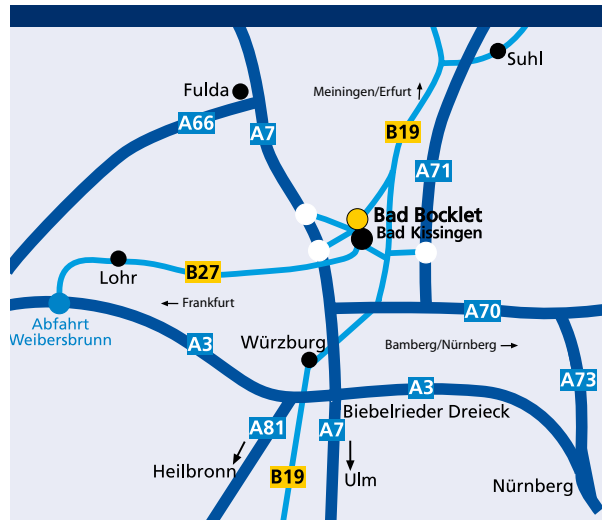 Suhl
Fulda
Meiningen/Erfurt
A66
A7
B19
A71
Bad Bocklet
Bad Kissingen
Lohr
B27
Frankfurt
A70
Abfahrt
Weibersbrunn
A3
Würzburg
Bamberg/Nürnberg
A73
A3
Biebelrieder Dreieck
A81
A7
Heilbronn
B19
Ulm
Nürnberg